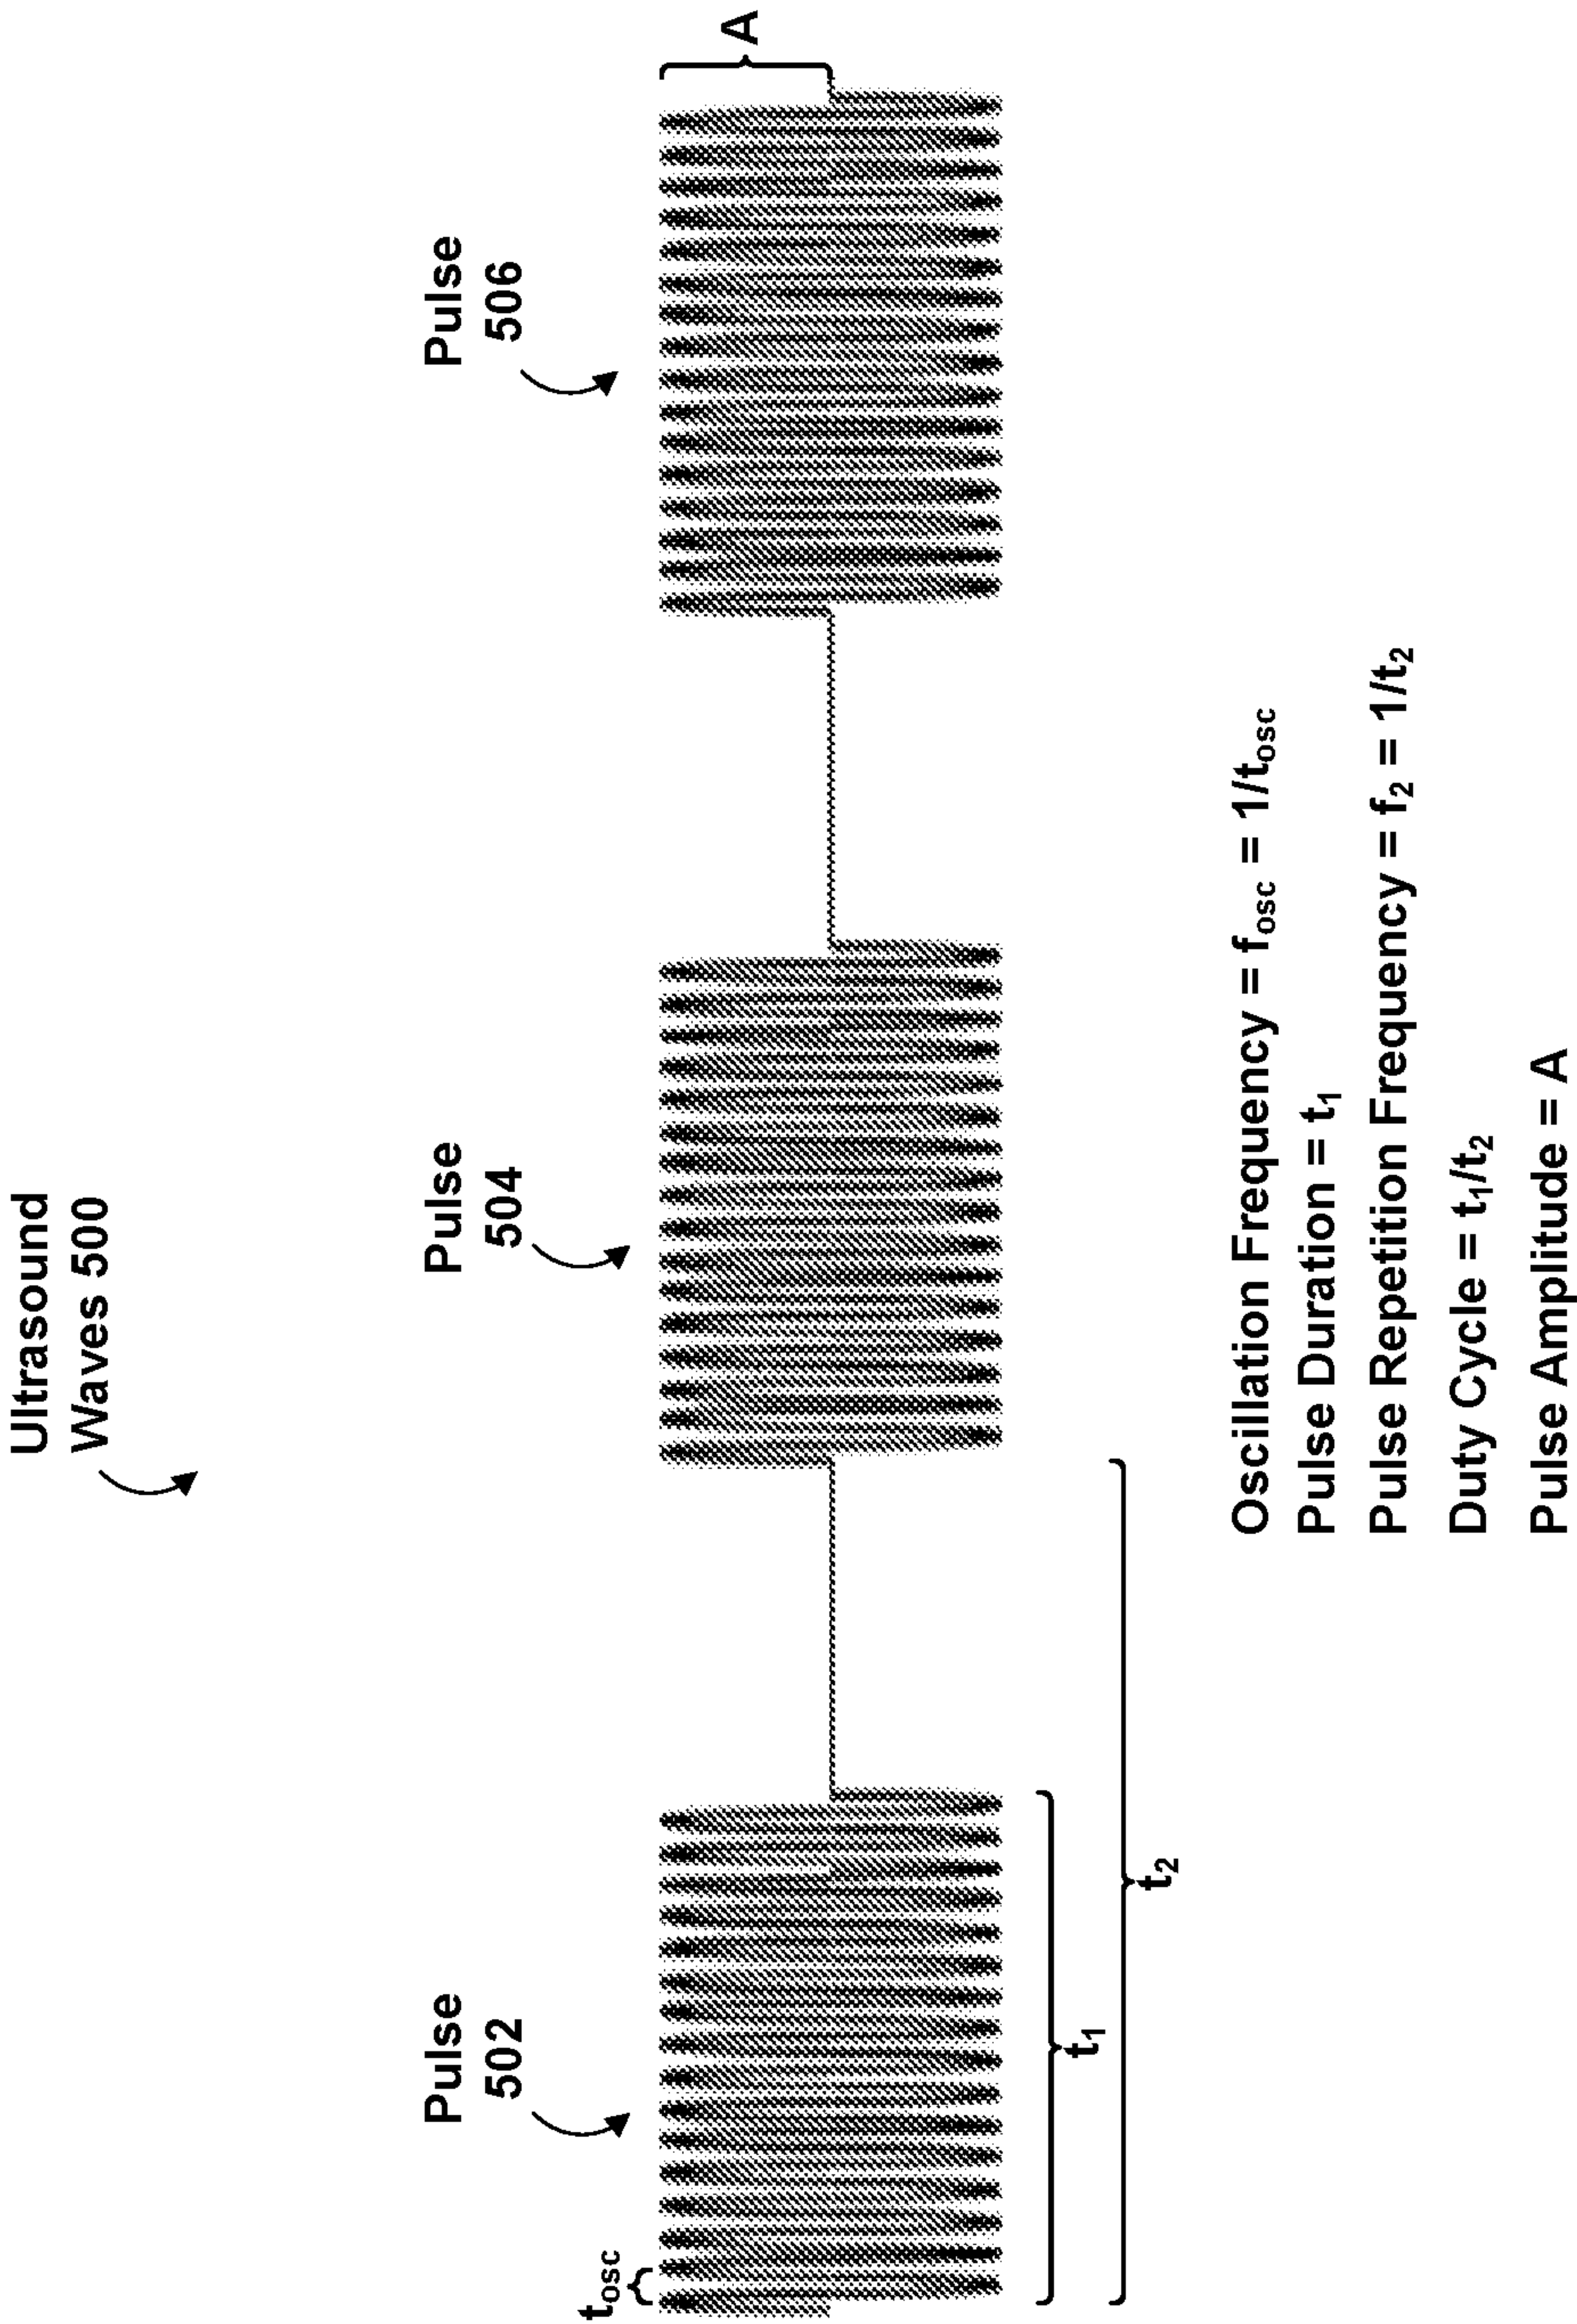 Ultrasound
Waves 500
Pulse
502
Pulse
504
Pulse
506
tosc
A
t1
t2
Oscillation Frequency = fosc = 1/tosc
Pulse Duration = t1
Pulse Repetition Frequency = f2 = 1/t2
Duty Cycle = t1/t2
Pulse Amplitude = A